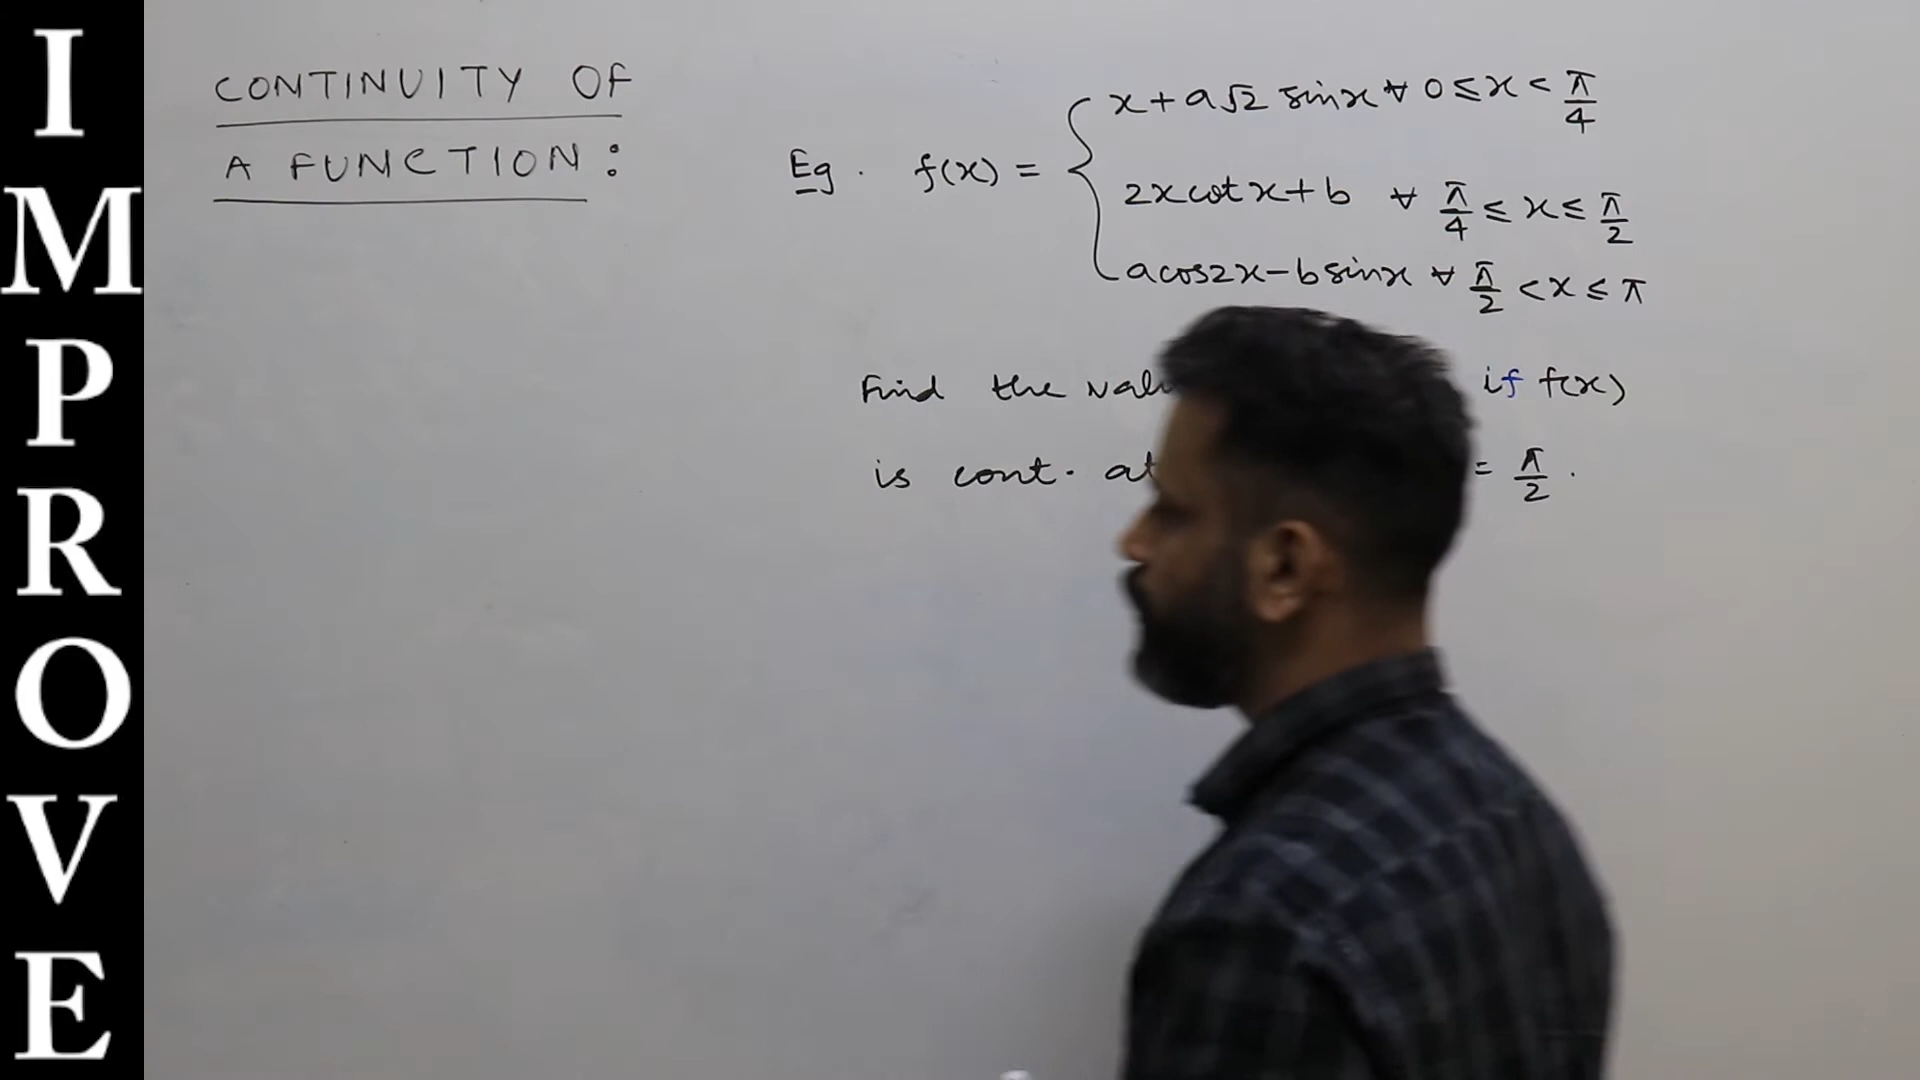 IMPROVE
CONTINUITY OF
A FUNCTION :
Eg. f(x) =
x + a√2 sinx ∀ 0 ≤ x < π/4
2x cot x + b ∀ π/4 ≤ x ≤ π/2
a cos2x - b sinx ∀ π/2 < x ≤ π
Find the if f(x)
is cont. at = π/2 .